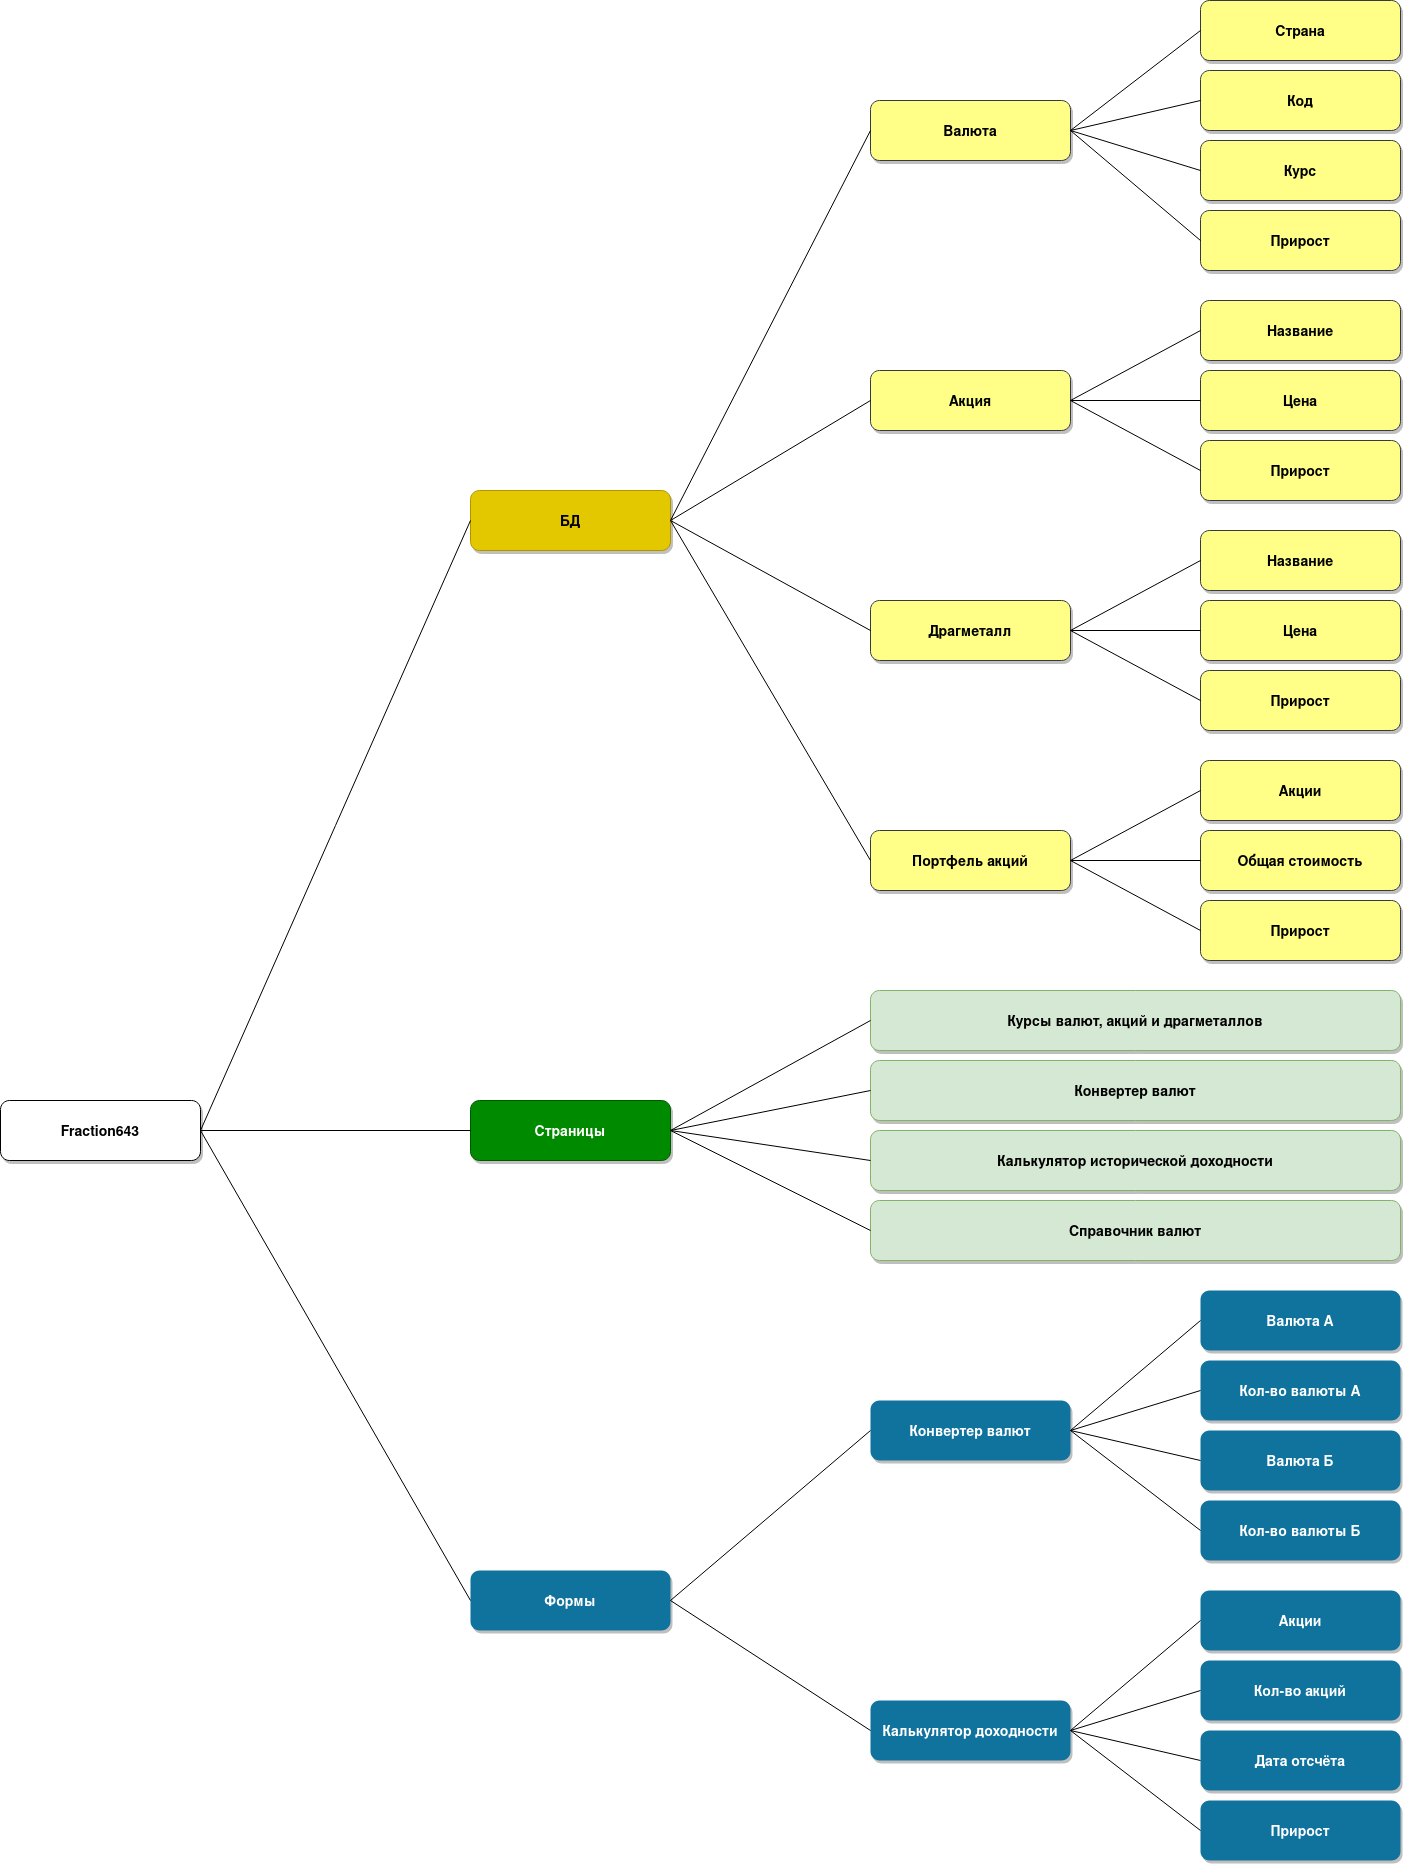 Страна
Код
Валюта
Курс
Прирост
Название
Акция
Цена
Прирост
БД
Название
Драгметалл
Цена
Прирост
Акции
Портфель акций
Общая стоимость
Прирост
Курсы валют, акций и драгметаллов
Конвертер валют
Fraction643
Страницы
Калькулятор исторической доходности
Справочник валют
Валюта А
Кол-во валюты А
Конвертер валют
Валюта Б
Кол-во валюты Б
Формы
Акции
Кол-во акций
Калькулятор доходности
Дата отсчёта
Прирост